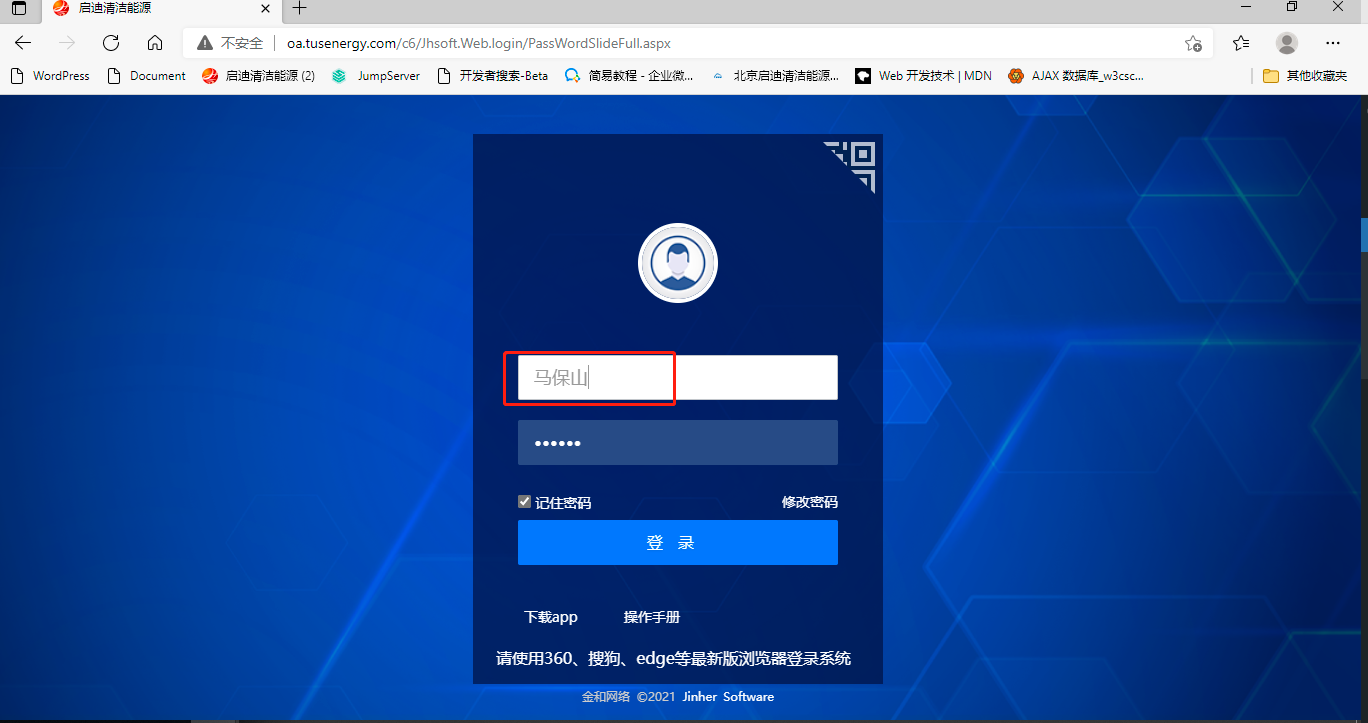 启迪清洁能源
不安全 oa.tusenergy.com/c6/Jhsoft.Web.login/PassWordSlideFull.aspx
WordPress Document 启迪清洁能源 (2) JumpServer 开发者搜索-Beta 简易教程 - 企业微... 北京启迪清洁能源... Web 开发技术 | MDN AJAX 数据库_w3csc... 其他收藏夹
马保山
••••••
记住密码 修改密码
登 录
下载app 操作手册
请使用360、搜狗、edge等最新版浏览器登录系统
金和网络 ©2021 Jinher Software